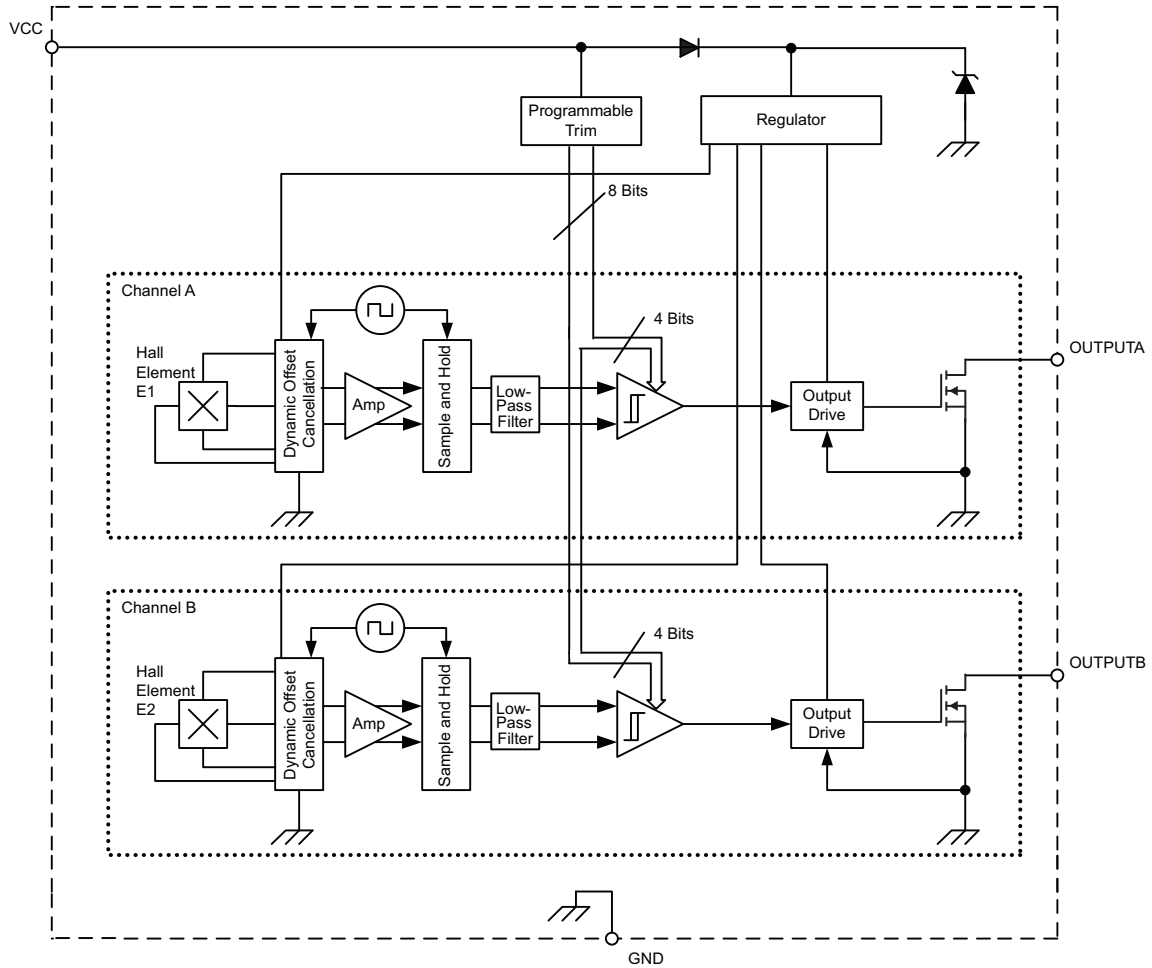 VCC
Programmable
Trim
Regulator
8 Bits
Channel A
4 Bits
Hall
Element
E1
Dynamic Offset
Cancellation
Amp
Sample and Hold
Low-
Pass
Filter
Output
Drive
OUTPUTA
Channel B
4 Bits
Hall
Element
E2
Dynamic Offset
Cancellation
Amp
Sample and Hold
Low-
Pass
Filter
Output
Drive
OUTPUTB
GND